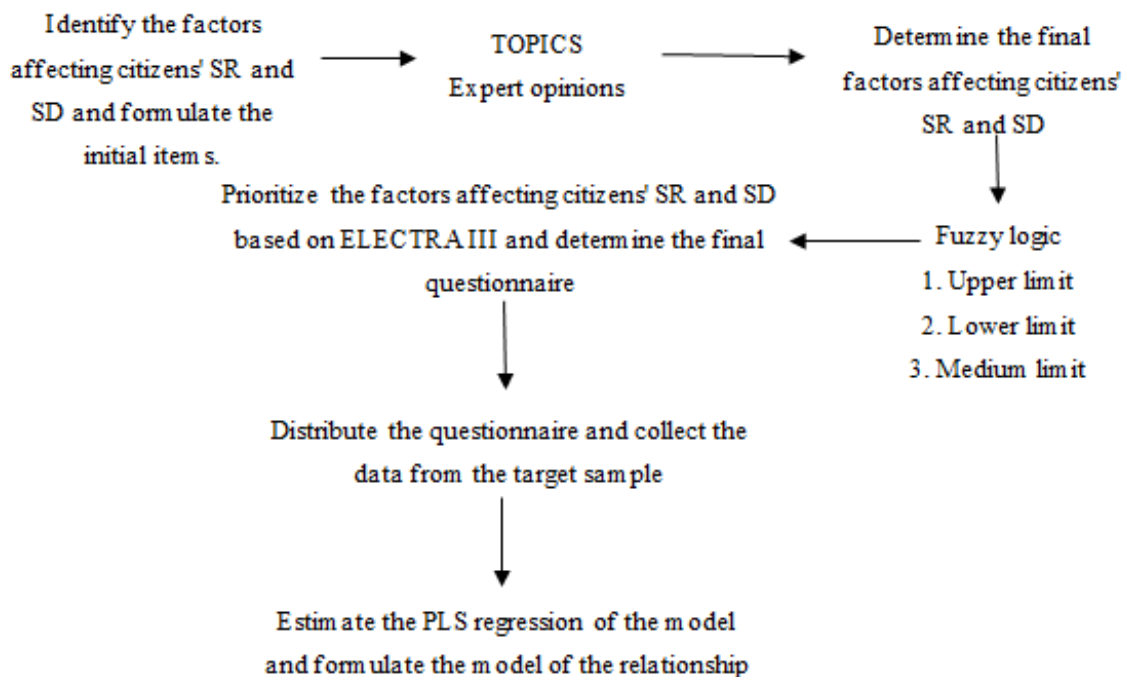 Identify the factors
affecting citizens' SR and
SD and formulate the
initial items.
TOPICS
Expert opinions
Determine the final
factors affecting citizens'
SR and SD
Fuzzy logic
1. Upper limit
2. Lower limit
3. Medium limit
Prioritize the factors affecting citizens' SR and SD
based on ELECTRA III and determine the final
questionnaire
Distribute the questionnaire and collect the
data from the target sample
Estimate the PLS regression of the model
and formulate the model of the relationship